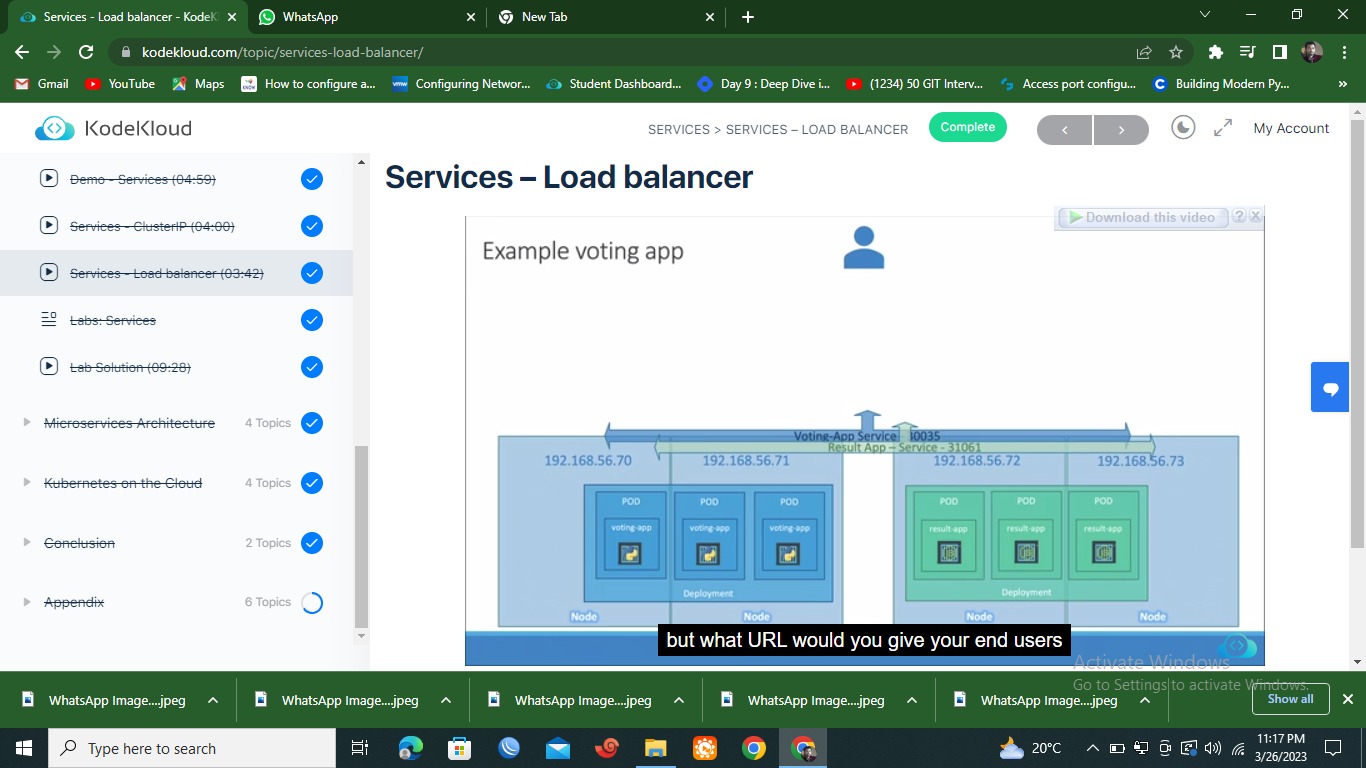 Services - Load balancer - KodeK
WhatsApp
New Tab
kodekloud.com/topic/services-load-balancer/
Gmail
YouTube
Maps
How to configure a...
Configuring Networ...
Student Dashboard...
Day 9 : Deep Dive i...
(1234) 50 GIT Interv...
Access port configu...
Building Modern Py...
»
KodeKloud
SERVICES > SERVICES – LOAD BALANCER
Complete
My Account
Demo - Services (04:59)
Services - ClusterIP (04:00)
Services - Load balancer (03:42)
Labs: Services
Lab Solution (09:28)
Microservices Architecture 4 Topics
Kubernetes on the Cloud 4 Topics
Conclusion 2 Topics
Appendix 6 Topics
Services – Load balancer
Download this video
Example voting app
Voting-App Service 30035
Result App – Service - 31061
192.168.56.70 192.168.56.71 192.168.56.72 192.168.56.73
POD POD POD POD POD POD
voting-app voting-app voting-app result-app result-app result-app
Deployment Deployment
Node Node Node Node
but what URL would you give your end users
Activate Windows
Go to Settings to activate Windows.
WhatsApp Image....jpeg
WhatsApp Image....jpeg
WhatsApp Image....jpeg
WhatsApp Image....jpeg
WhatsApp Image....jpeg
Show all
Type here to search
20°C
11:17 PM
3/26/2023